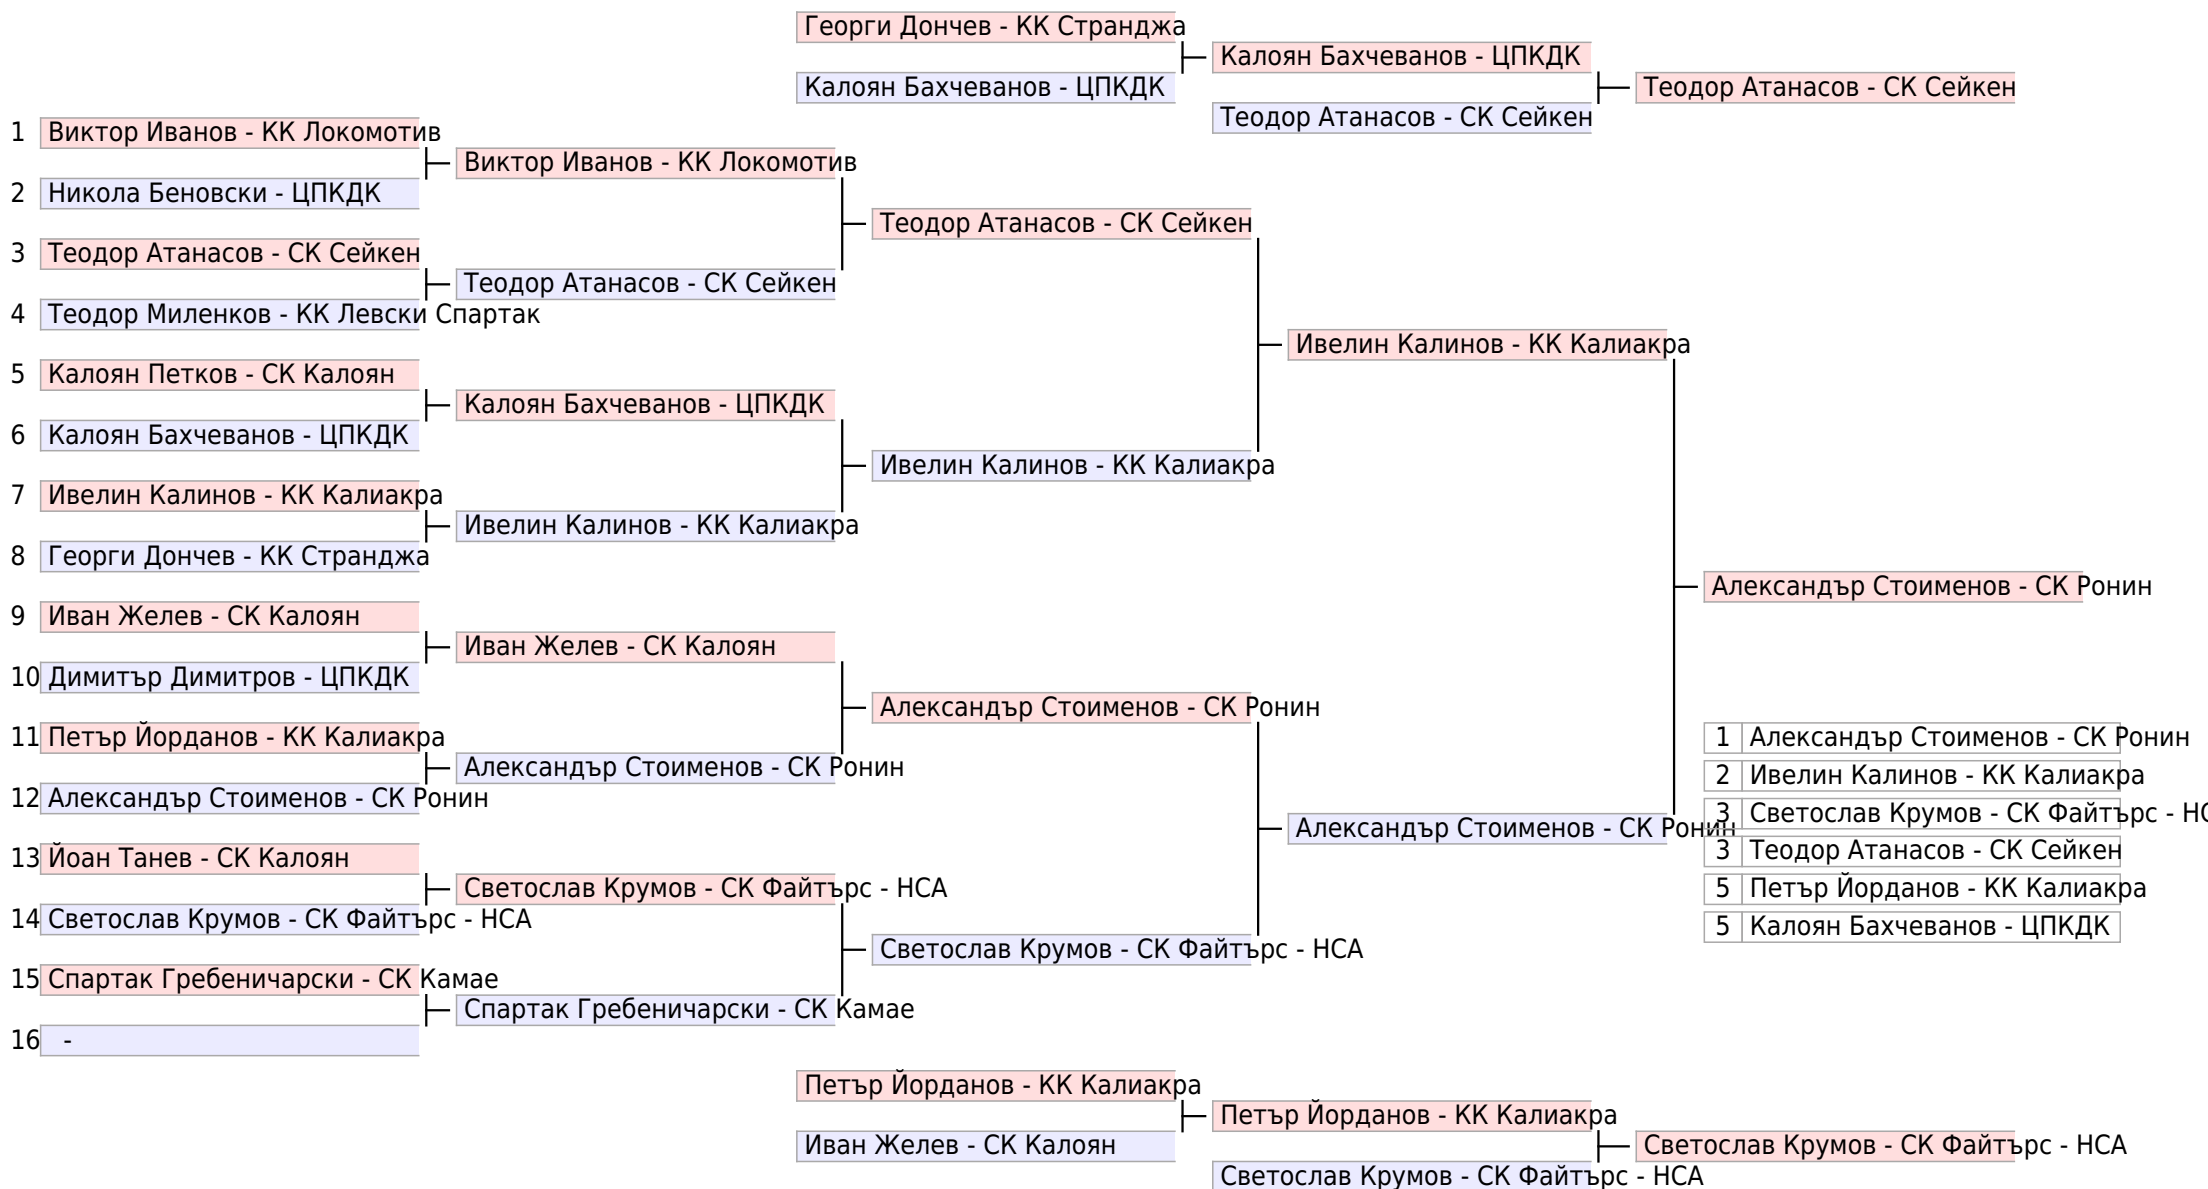 Георги Дончев - КК Странджа
Калоян Бахчеванов - ЦПКДК
Калоян Бахчеванов - ЦПКДК
Теодор Атанасов - СК Сейкен
Теодор Атанасов - СК Сейкен
1 Виктор Иванов - КК Локомотив
2 Никола Беновски - ЦПКДК
3 Теодор Атанасов - СК Сейкен
4 Теодор Миленков - КК Левски Спартак
5 Калоян Петков - СК Калоян
6 Калоян Бахчеванов - ЦПКДК
7 Ивелин Калинов - КК Калиакра
8 Георги Дончев - КК Странджа
9 Иван Желев - СК Калоян
10 Димитър Димитров - ЦПКДК
11 Петър Йорданов - КК Калиакра
12 Александър Стоименов - СК Ронин
13 Йоан Танев - СК Калоян
14 Светослав Крумов - СК Файтърс - НСА
15 Спартак Гребеничарски - СК Камае
16 -
Виктор Иванов - КК Локомотив
Теодор Атанасов - СК Сейкен
Калоян Бахчеванов - ЦПКДК
Ивелин Калинов - КК Калиакра
Иван Желев - СК Калоян
Александър Стоименов - СК Ронин
Светослав Крумов - СК Файтърс - НСА
Спартак Гребеничарски - СК Камае
Теодор Атанасов - СК Сейкен
Ивелин Калинов - КК Калиакра
Александър Стоименов - СК Ронин
Светослав Крумов - СК Файтърс - НСА
Ивелин Калинов - КК Калиакра
Александър Стоименов - СК Ронин
Александър Стоименов - СК Ронин
1 Александър Стоименов - СК Ронин
2 Ивелин Калинов - КК Калиакра
3 Светослав Крумов - СК Файтърс -
3 Теодор Атанасов - СК Сейкен
5 Петър Йорданов - КК Калиакра
5 Калоян Бахчеванов - ЦПКДК
Петър Йорданов - КК Калиакра
Иван Желев - СК Калоян
Петър Йорданов - КК Калиакра
Светослав Крумов - СК Файтърс - НСА
Светослав Крумов - СК Файтърс - НСА